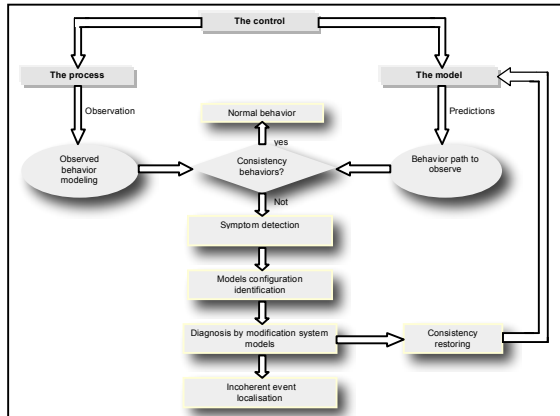 The control
The process
The model
Observation
Predictions
Normal behavior
yes
Observed
behavior
modeling
Consistency
behaviors?
Behavior path to
observe
Not
Symptom detection
Models configuration
identification
Diagnosis by modification system
models
Consistency
restoring
Incoherent event
localisation